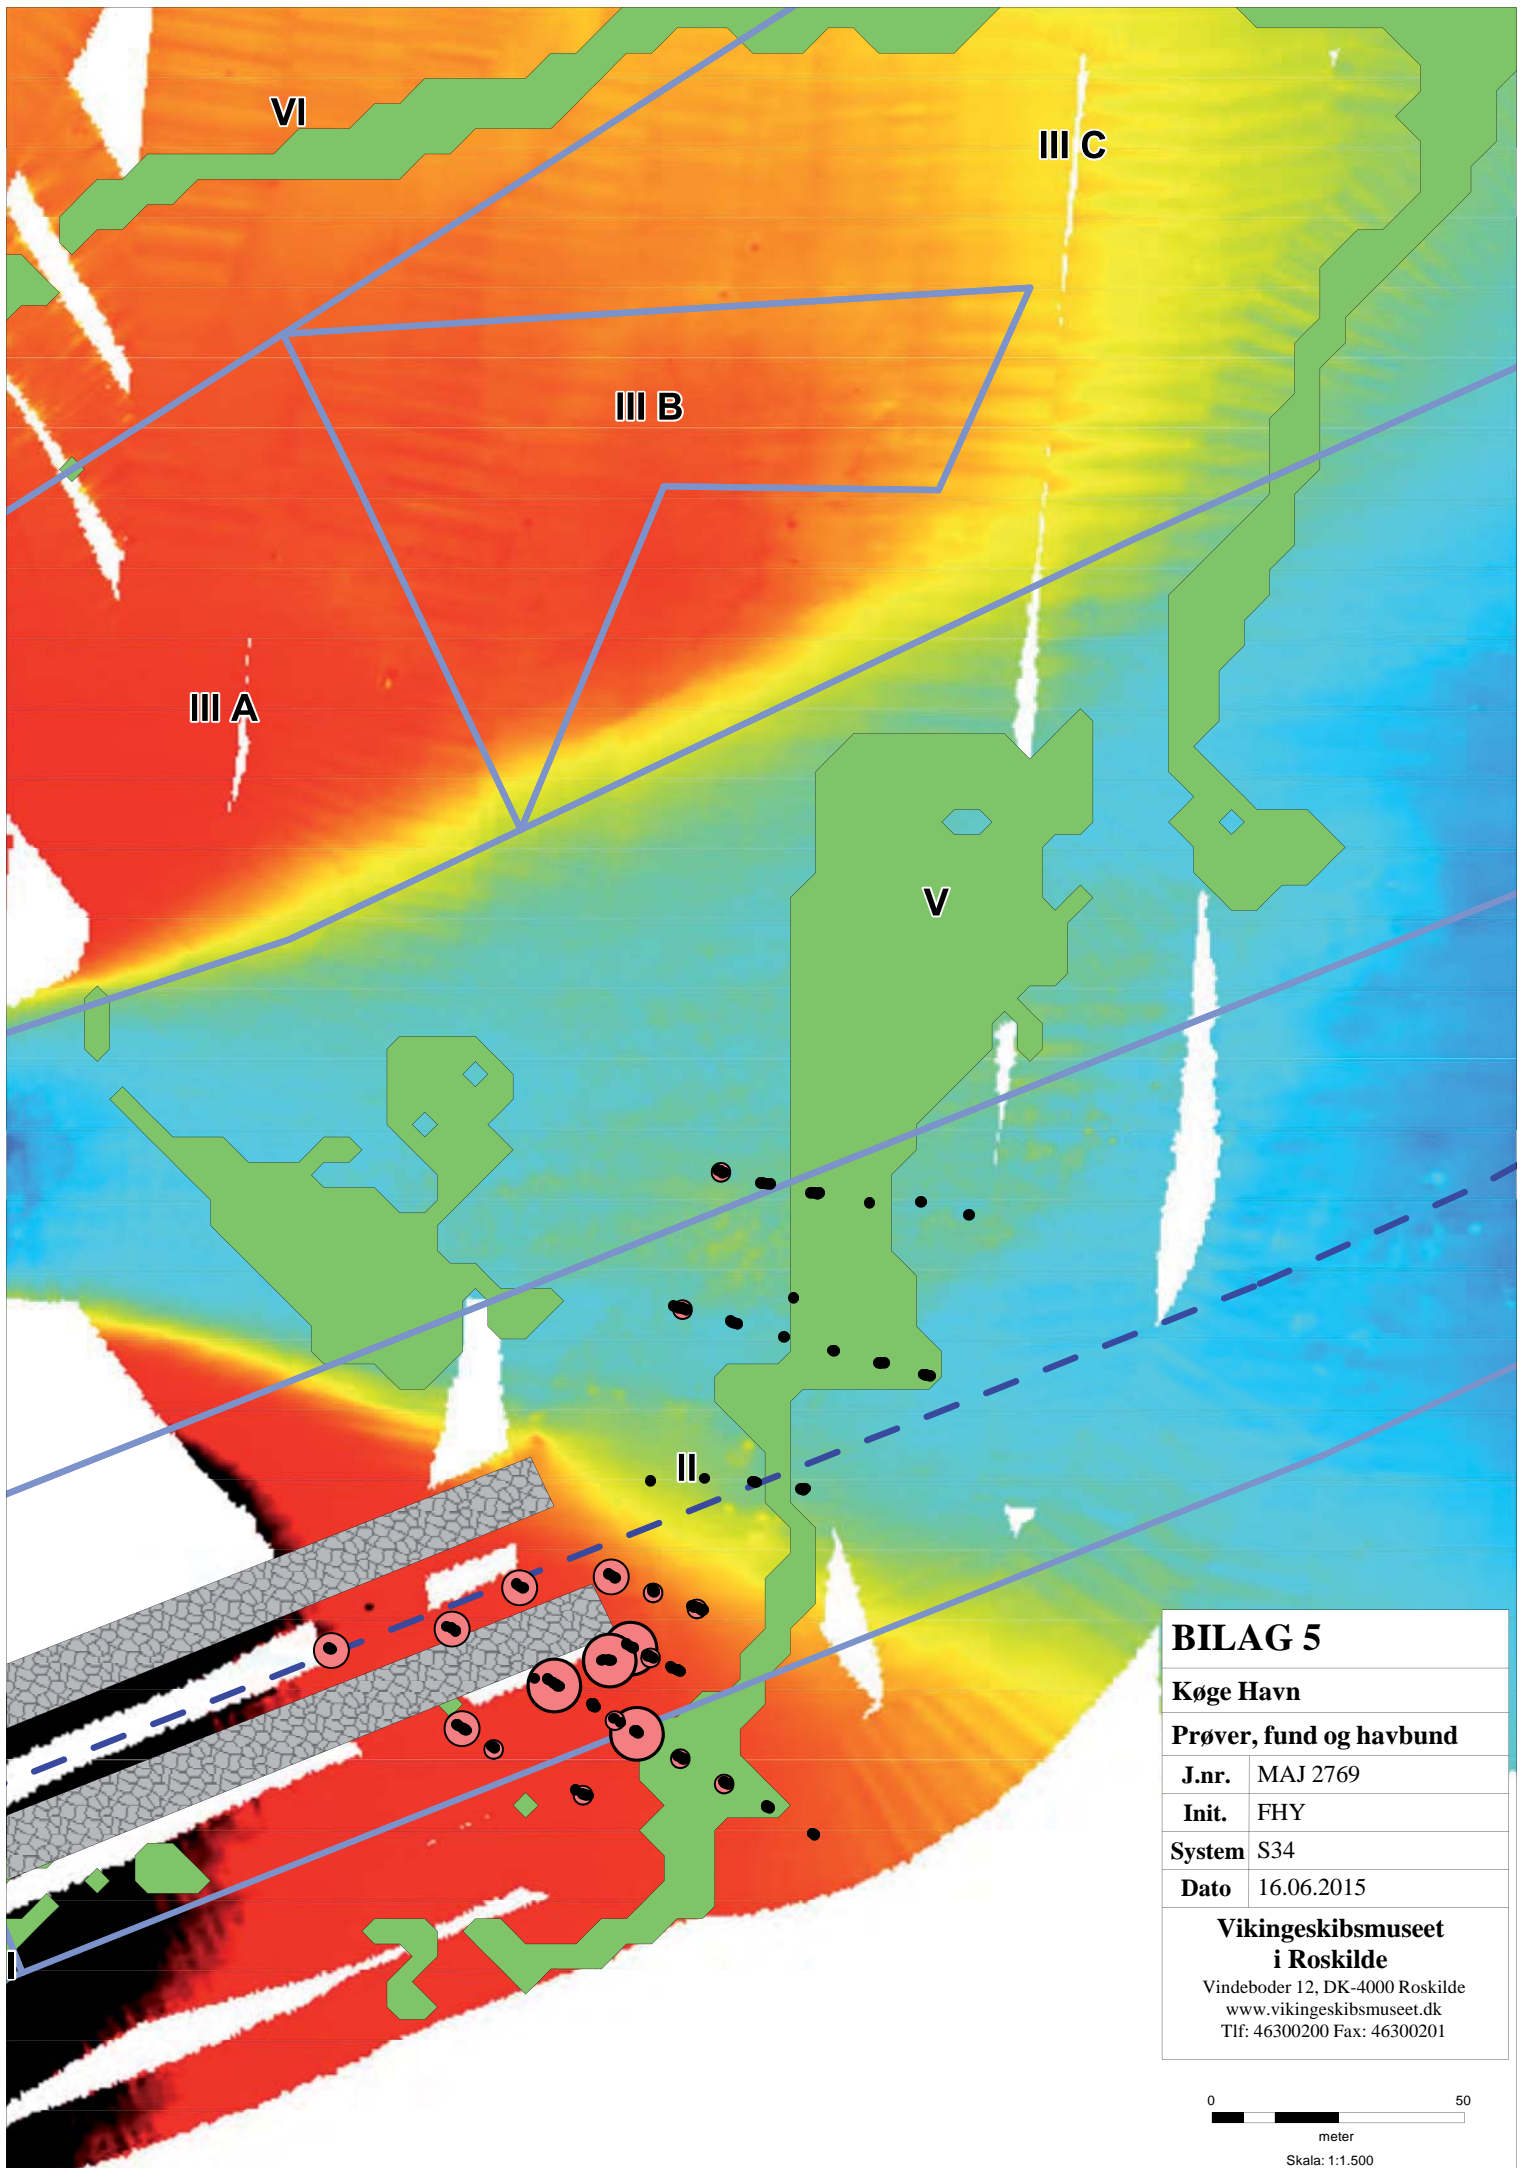 VI
III C
III B
III A
V
II
I
BILAG 5
Køge Havn
Prøver, fund og havbund
J.nr. MAJ 2769
Init. FHY
System S34
Dato 16.06.2015
Vikingeskibsmuseet
i Roskilde
Vindeboder 12, DK-4000 Roskilde
www.vikingeskibsmuseet.dk
Tlf: 46300200 Fax: 46300201
0 50
meter
Skala: 1:1.500